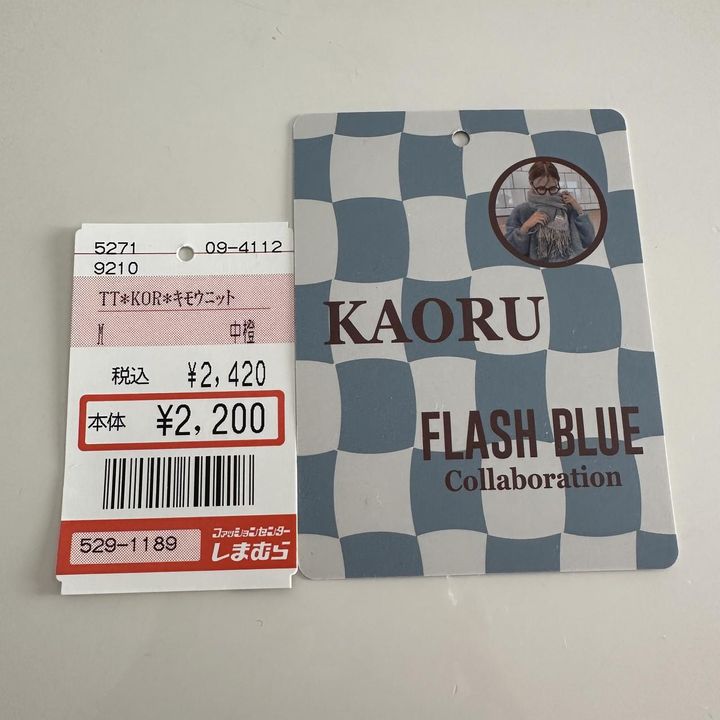 5271 09-4112
9210
TT*KOR*キモウニット
M 中橙
税込 ¥2,420
本体 ¥2,200
529-1189
ファッションセンター
しまむら
KAORU
FLASH BLUE
Collaboration